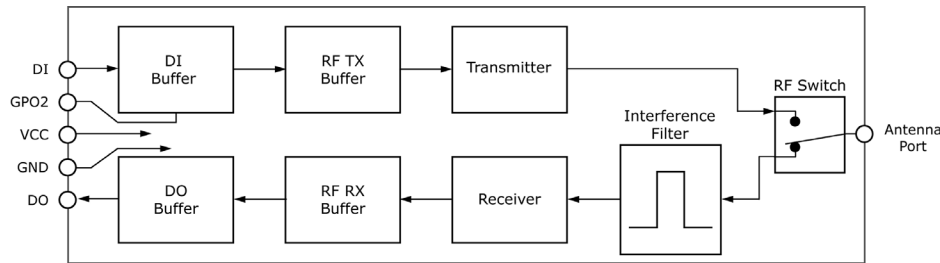 DI
GPO2
VCC
GND
DO
DI
Buffer
RF TX
Buffer
Transmitter
RF Switch
Antenna
Port
Interference
Filter
DO
Buffer
RF RX
Buffer
Receiver